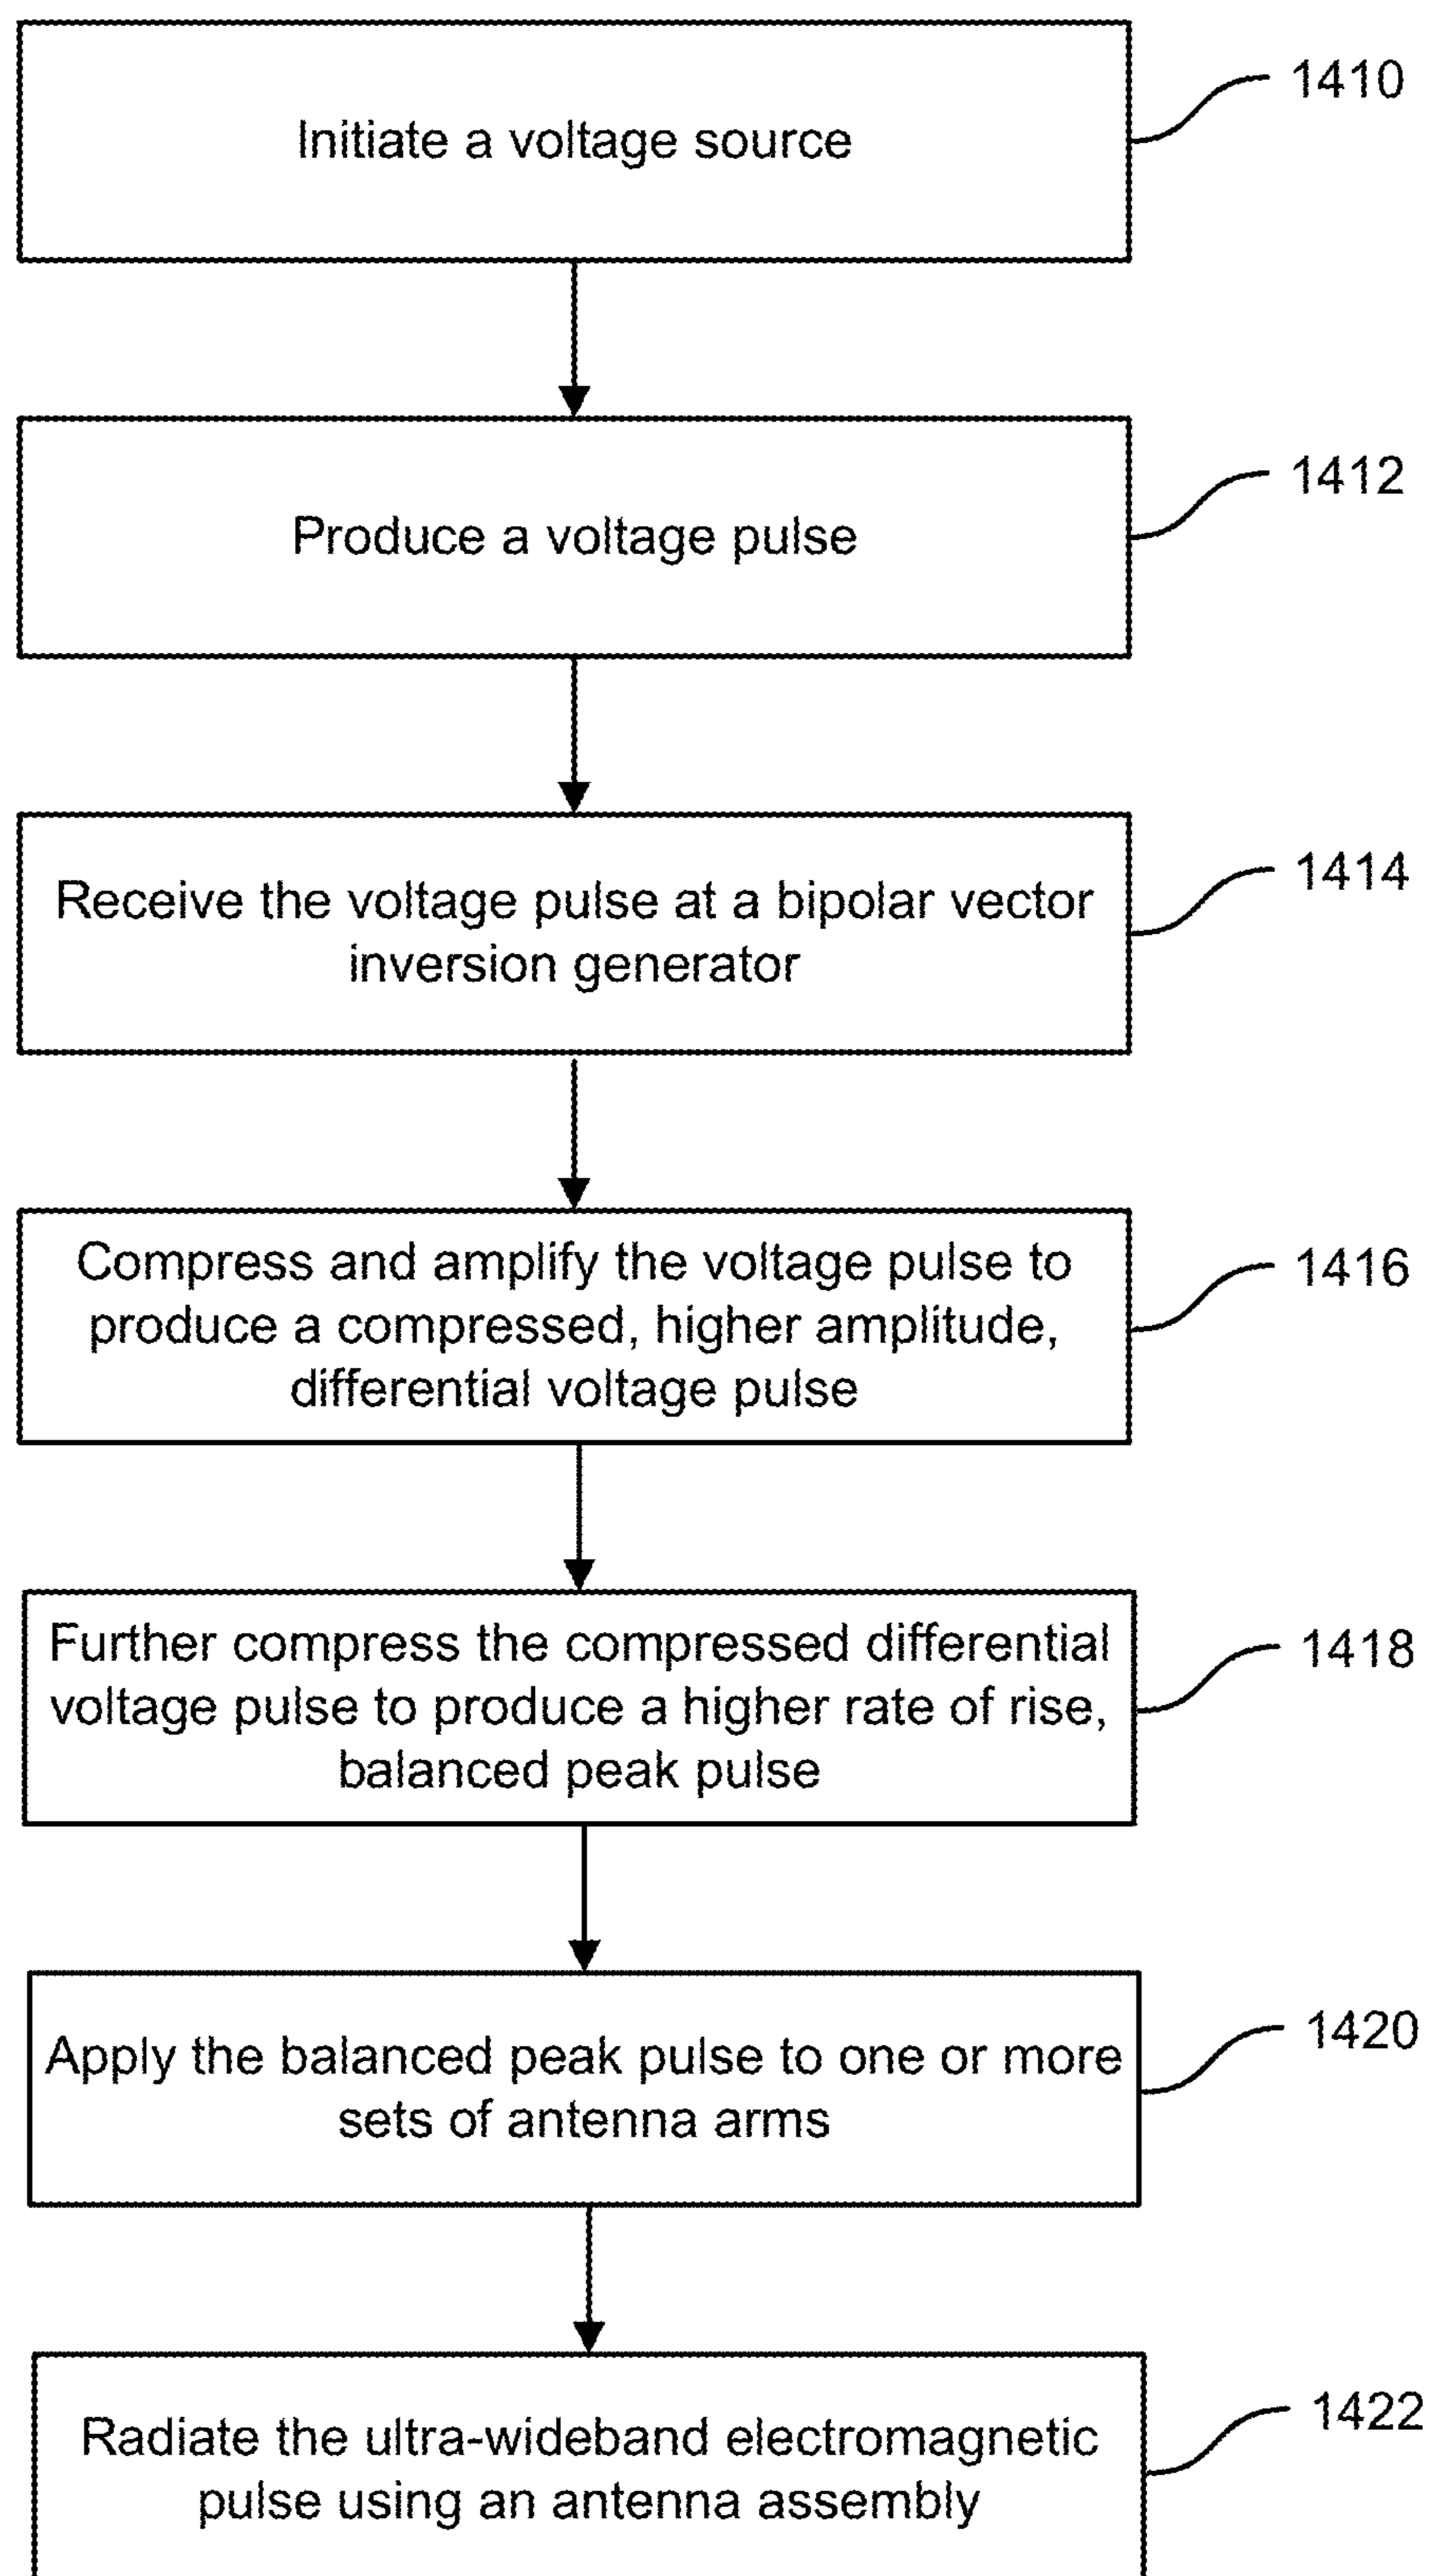 Initiate a voltage source
1410
Produce a voltage pulse
1412
Receive the voltage pulse at a bipolar vector
inversion generator
1414
Compress and amplify the voltage pulse to
produce a compressed, higher amplitude,
differential voltage pulse
1416
Further compress the compressed differential
voltage pulse to produce a higher rate of rise,
balanced peak pulse
1418
Apply the balanced peak pulse to one or more
sets of antenna arms
1420
Radiate the ultra-wideband electromagnetic
pulse using an antenna assembly
1422